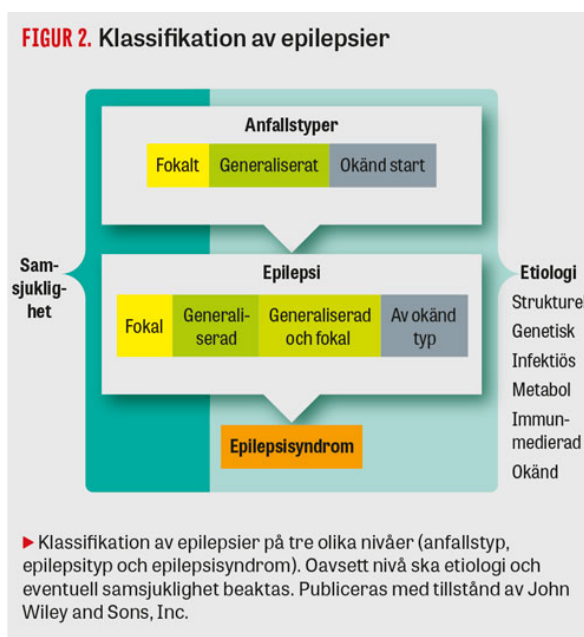 FIGUR 2. Klassifikation av epilepsier
Anfallstyper
Fokalt Generaliserat Okänd start
Sam-
sjuklig-
het
Epilepsi
Fokal
Generali-
serad
Generaliserad
och fokal
Av okänd
typ
Epilepsisyndrom
Etiologi
Strukturel
Genetisk
Infektiös
Metabol
Immun-
medierad
Okänd
▶ Klassifikation av epilepsier på tre olika nivåer (anfallstyp,
epilepsityp och epilepsisyndrom). Oavsett nivå ska etiologi och
eventuell samsjuklighet beaktas. Publiceras med tillstånd av John
Wiley and Sons, Inc.